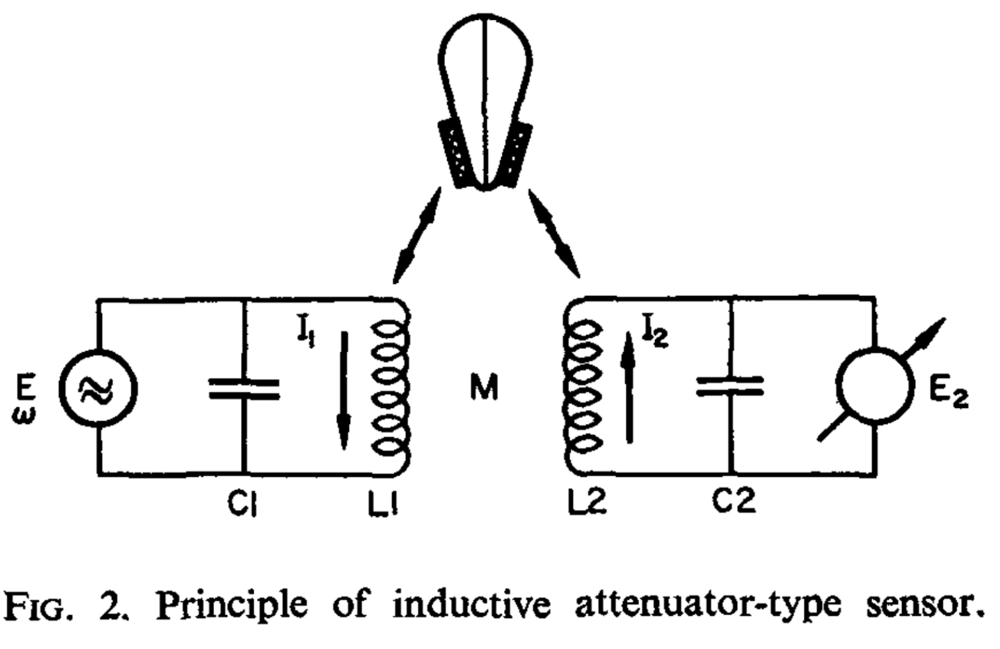 I₁
I₂
E
ω
M
E₂
C1
L1
L2
C2
FIG. 2. Principle of inductive attenuator-type sensor.